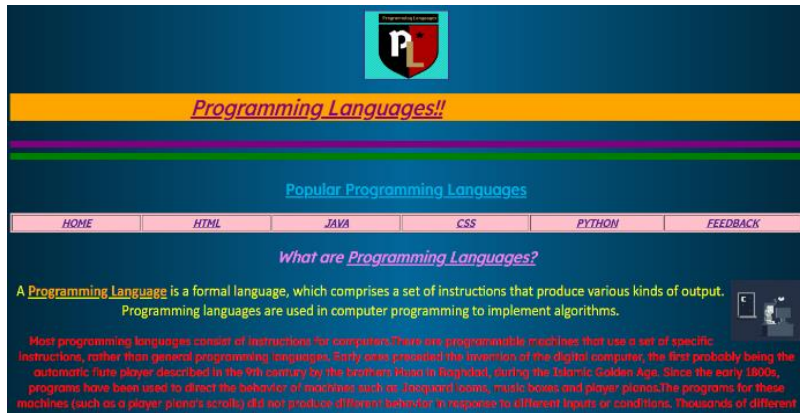 Programming Languages
PL
Programming Languages!!
Popular Programming Languages
HOME HTML JAVA CSS PYTHON FEEDBACK
What are Programming Languages?
A Programming Language is a formal language, which comprises a set of instructions that produce various kinds of output.
Programming languages are used in computer programming to implement algorithms.
Most programming languages consist of instructions for computers.There are programmable machines that use a set of specific
instructions, rather than general programming languages. Early ones preceded the invention of the digital computer, the first probably being the
automatic flute player described in the 9th century by the brothers Musa in Baghdad, during the Islamic Golden Age. Since the early 1800s,
programs have been used to direct the behavior of machines such as Jacquard looms, music boxes and player pianos.The programs for these
machines (such as a player piano's scrolls) did not produce different behavior in response to different inputs or conditions. Thousands of different